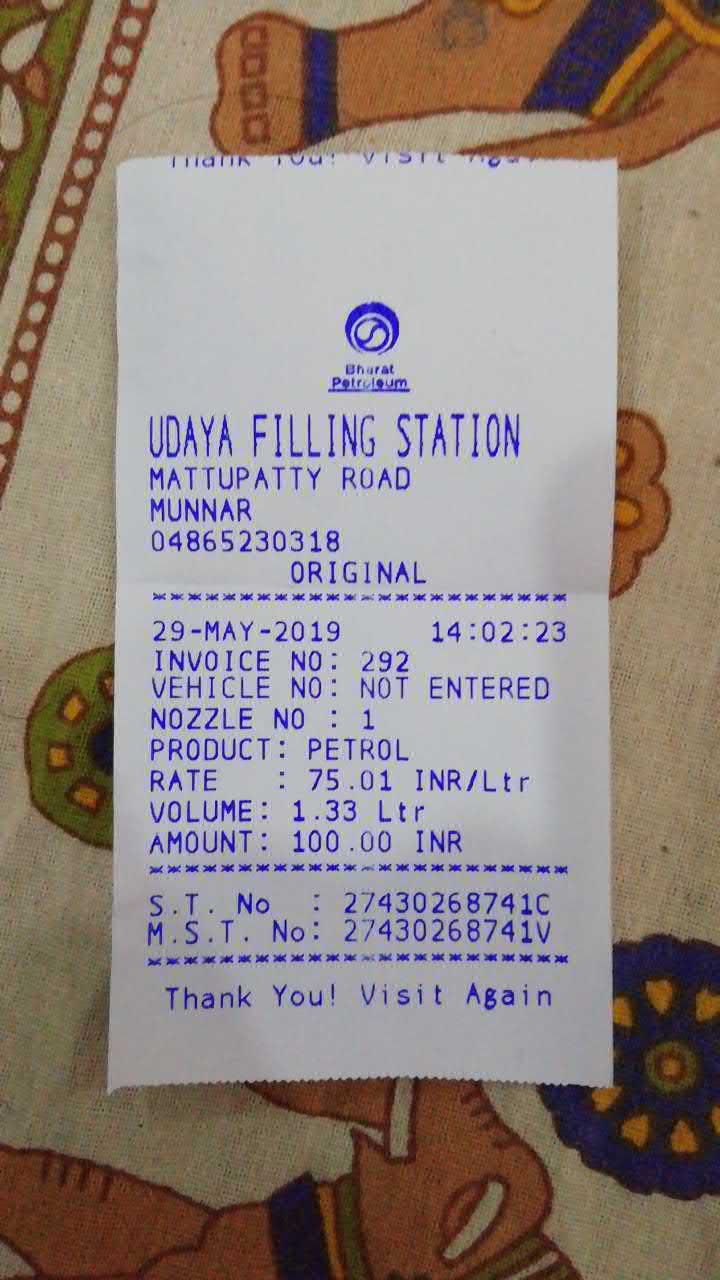 Thank You! Visit Again
Bharat
Petroleum
UDAYA FILLING STATION
MATTUPATTY ROAD
MUNNAR
04865230318
ORIGINAL
************************************
29-MAY-2019 14:02:23
INVOICE NO: 292
VEHICLE NO: NOT ENTERED
NOZZLE NO : 1
PRODUCT: PETROL
RATE : 75.01 INR/Ltr
VOLUME: 1.33 Ltr
AMOUNT: 100.00 INR
************************************
S.T. No : 27430268741C
M.S.T. No: 27430268741V
************************************
Thank You! Visit Again